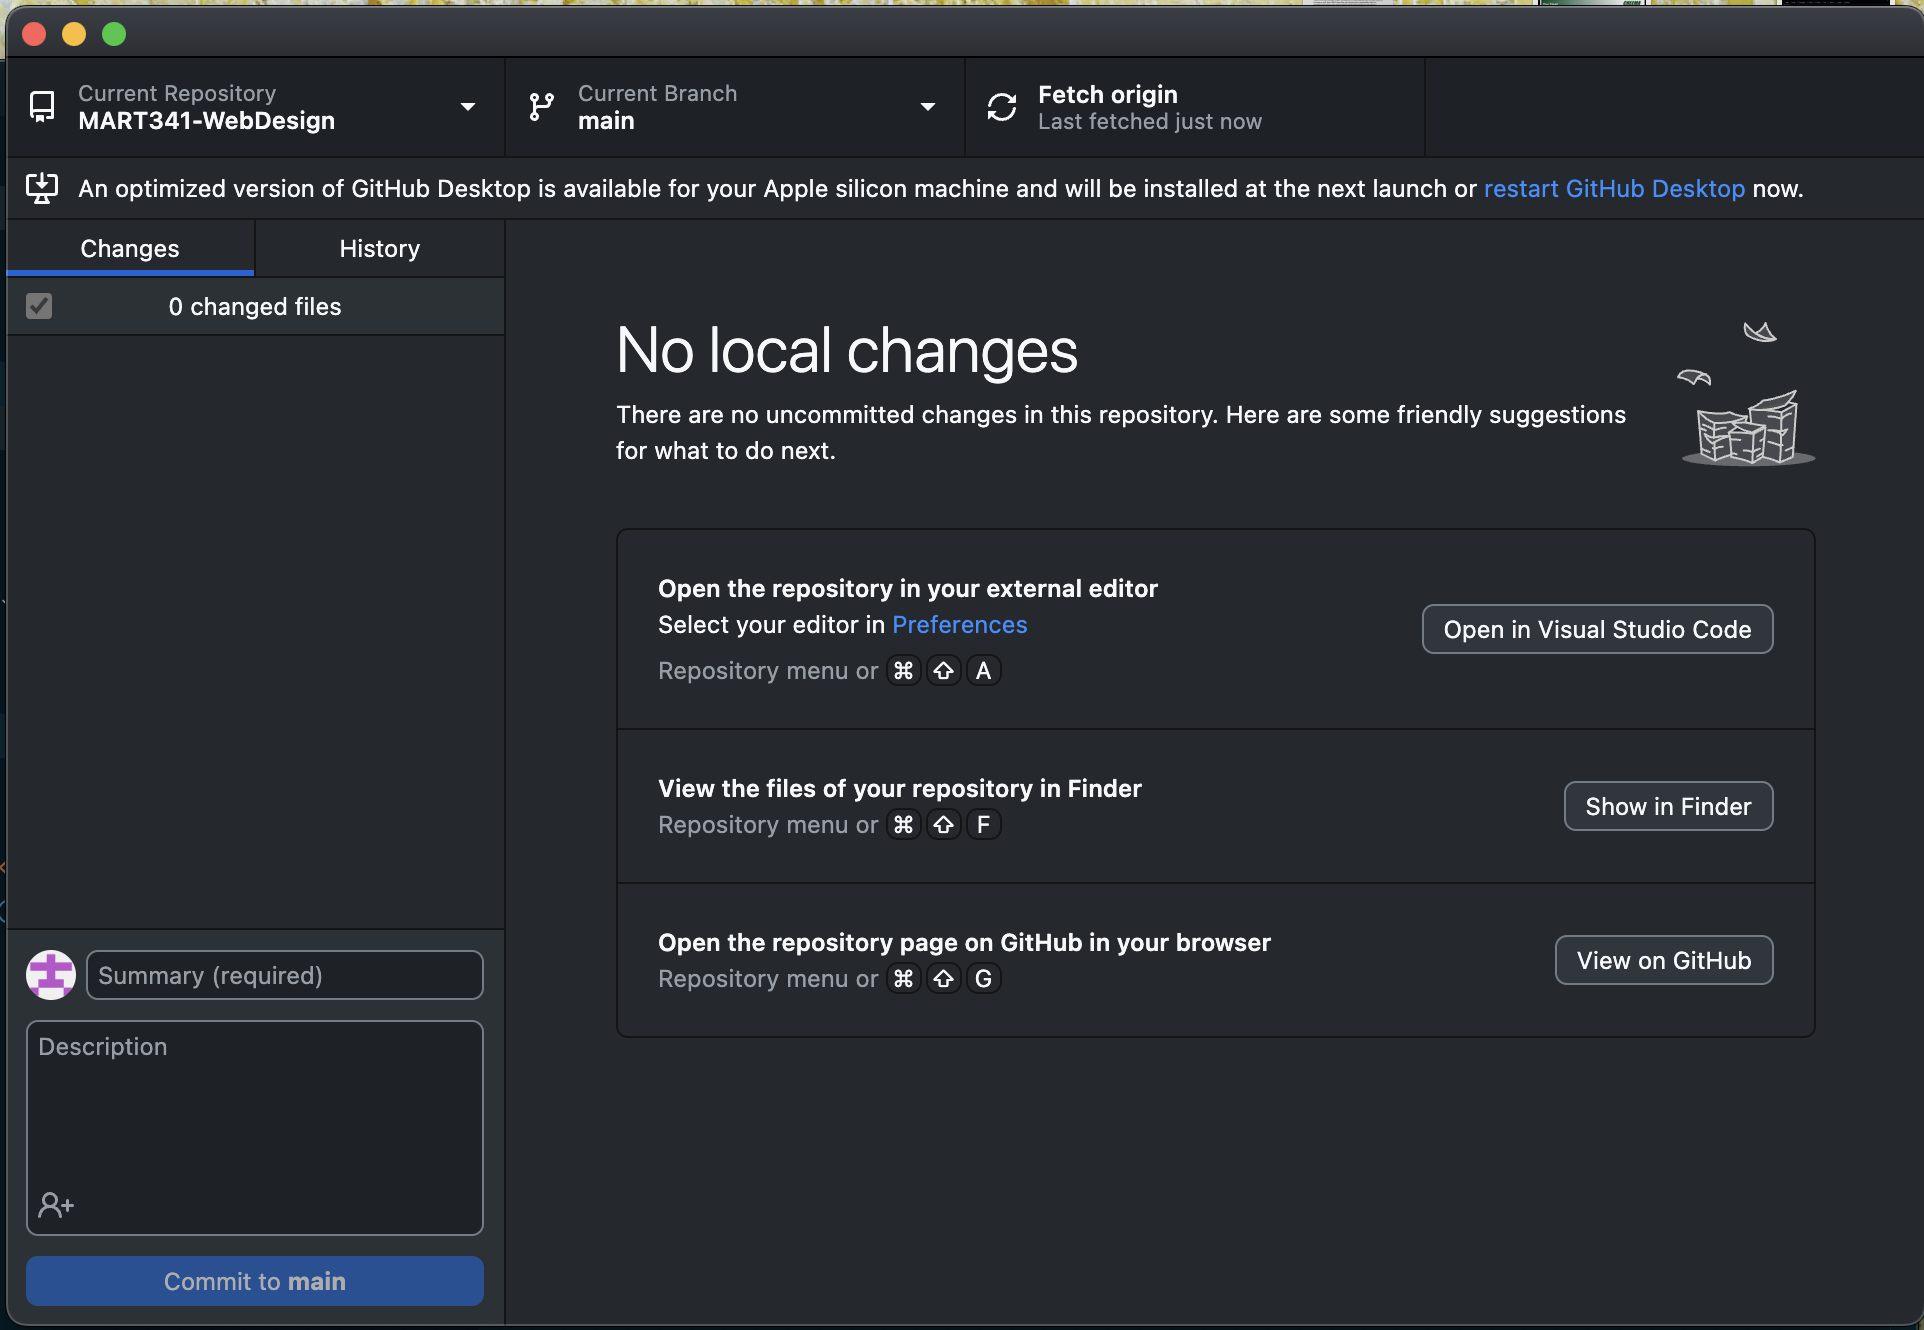 Current Repository
MART341-WebDesign
Current Branch
main
Fetch origin
Last fetched just now
An optimized version of GitHub Desktop is available for your Apple silicon machine and will be installed at the next launch or restart GitHub Desktop now.
Changes
History
0 changed files
No local changes
There are no uncommitted changes in this repository. Here are some friendly suggestions
for what to do next.
Open the repository in your external editor
Select your editor in Preferences
Repository menu or ⌘ ⇧ A
Open in Visual Studio Code
View the files of your repository in Finder
Repository menu or ⌘ ⇧ F
Show in Finder
Open the repository page on GitHub in your browser
Repository menu or ⌘ ⇧ G
View on GitHub
Summary (required)
Description
Commit to main